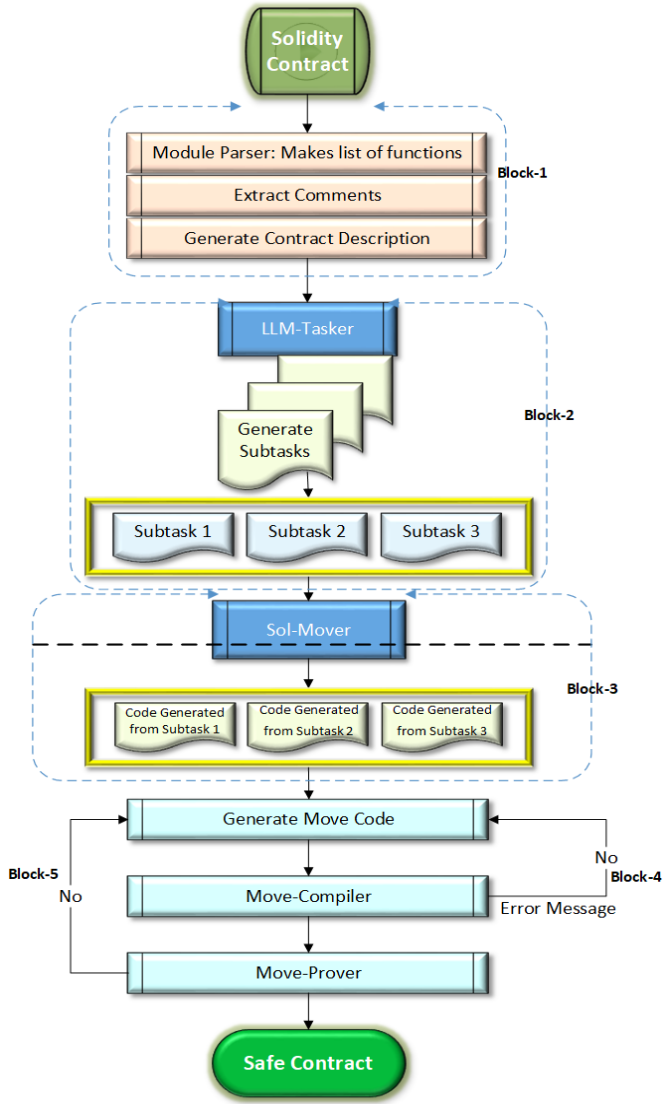 Solidity
Contract
Module Parser: Makes list of functions
Block-1
Extract Comments
Generate Contract Description
LLM-Tasker
Block-2
Generate
Subtasks
Subtask 1
Subtask 2
Subtask 3
Sol-Mover
Block-3
Code Generated
from Subtask 1
Code Generated
from Subtask 2
Code Generated
from Subtask 3
Generate Move Code
No
Block-4
Block-5
No
Move-Compiler
Error Message
Move-Prover
Safe Contract